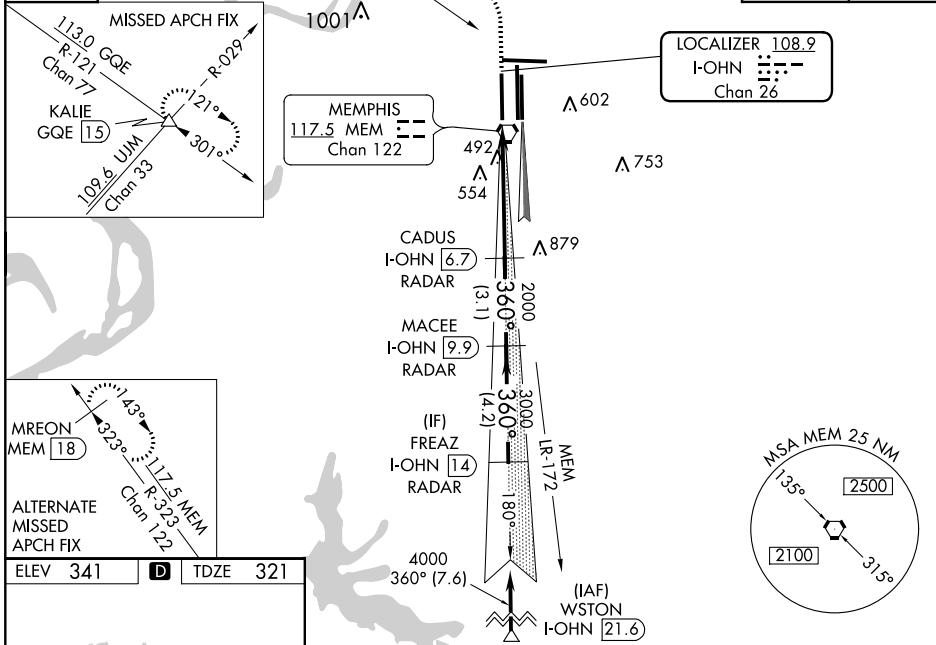 MISSED APCH FIX
113.0 GQE
R-121
Chan 77
R-029
KALIE
GQE 15
121°
301°
109.6 UJM
Chan 33
1001
LOCALIZER 108.9
I-OHN
Chan 26
MEMPHIS
117.5 MEM
Chan 122
602
492
554
753
CADUS
I-OHN 6.7
RADAR
879
2000
360°
(3.1)
MACEE
I-OHN 9.9
RADAR
3000
360°
(4.2)
(IF)
FREAZ
I-OHN 14
RADAR
MEM
LR-172
180°
MREON
MEM 18
143°
323°
117.5 MEM
R-323
Chan 122
ALTERNATE
MISSED
APCH FIX
MSA MEM 25 NM
135°
2500
2100
315°
ELEV 341 D TDZE 321
4000
360° (7.6)
(IAF)
WSTON
I-OHN 21.6